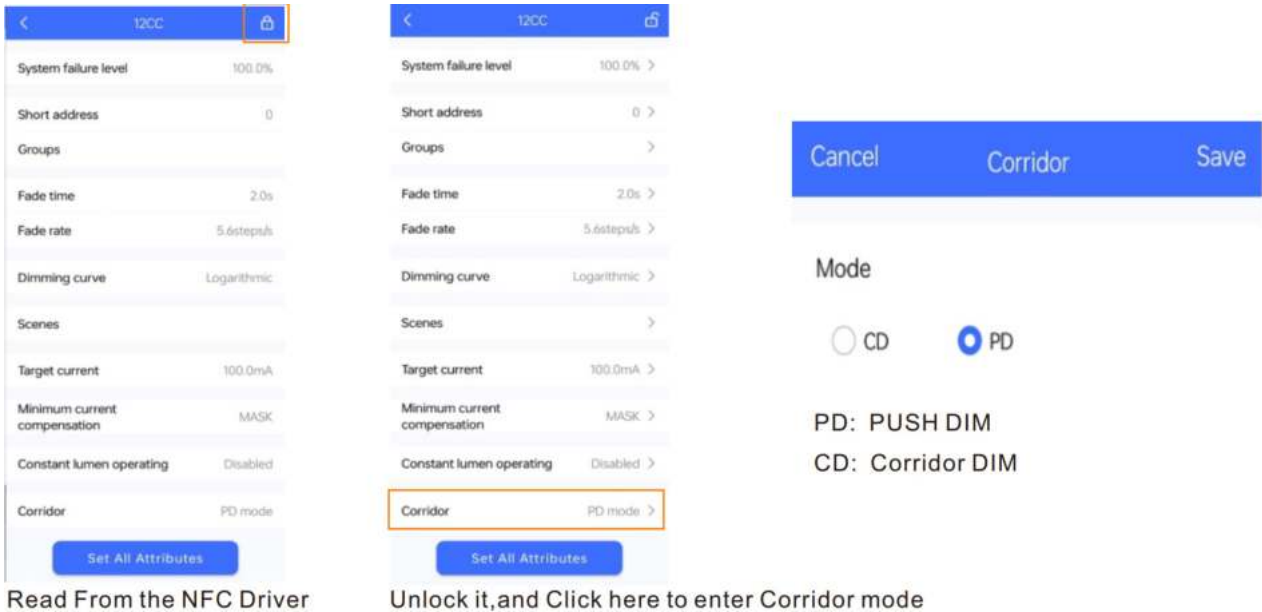 12CC
System failure level 100.0%
Short address 0
Groups
Fade time 2.0s
Fade rate 5.6steps/s
Dimming curve Logarithmic
Scenes
Target current 100.0mA
Minimum current
compensation MASK
Constant lumen operating Disabled
Corridor PD mode
Set All Attributes
Read From the NFC Driver
12CC
System failure level 100.0%
Short address 0
Groups
Fade time 2.0s
Fade rate 5.6steps/s
Dimming curve Logarithmic
Scenes
Target current 100.0mA
Minimum current
compensation MASK
Constant lumen operating Disabled
Corridor PD mode
Set All Attributes
Unlock it,and Click here to enter Corridor mode
Cancel Corridor Save
Mode
CD PD
PD: PUSH DIM
CD: Corridor DIM